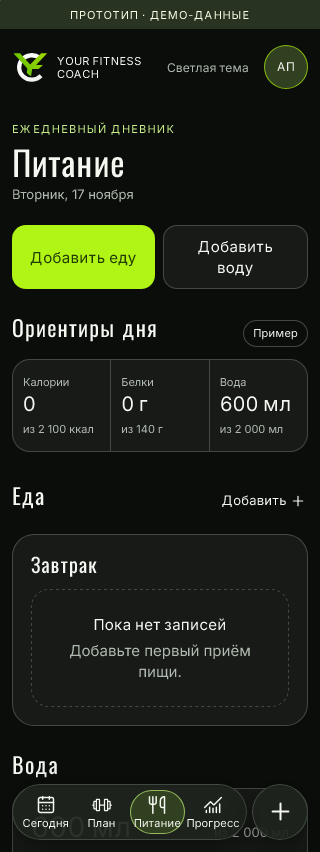 ПРОТОТИП · ДЕМО-ДАННЫЕ
YOUR FITNESS
COACH
Светлая тема
АП
ЕЖЕДНЕВНЫЙ ДНЕВНИК
Питание
Вторник, 17 ноября
Добавить еду
Добавить
воду
Ориентиры дня
Пример
Калории
Белки
Вода
0
0 г
600 мл
из 2 100 ккал
из 140 г
из 2 000 мл
Еда
Добавить +
Завтрак
Пока нет записей
Добавьте первый приём
пищи.
Вода
Сегодня
План
Питание
Прогресс
+